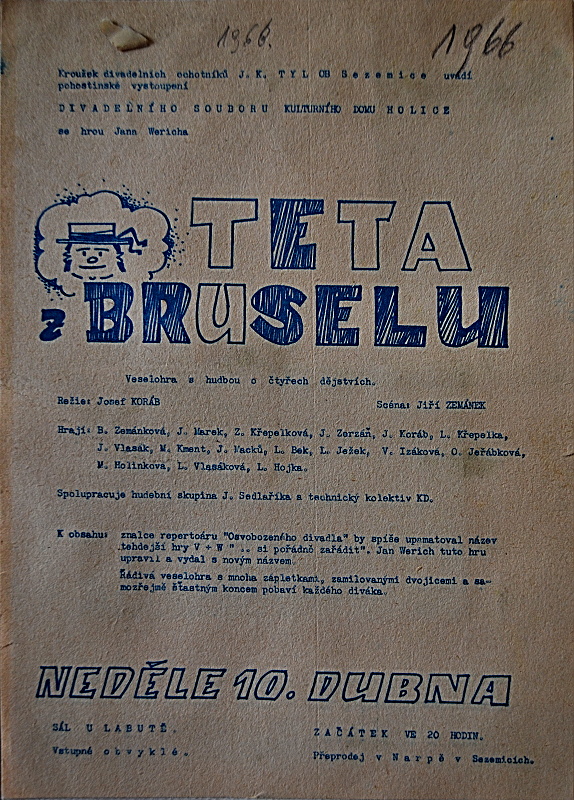 1966.
1966
Kroužek divadelních ochotníků J. K. TYL OB Sezemice uvádí
pohostinské vystoupení
DIVADELNÍHO SOUBORU KULTURNÍHO DOMU HOLICE
se hrou Jana Wericha
TETA
z BRUSELU
Veselohra s hudbou o čtyřech dějstvích.
Režie: Josef KORÁB
Scéna: Jiří ZEMÁNEK
Hrají: B. Zemánková, J. Marek, Z. Křepelková, J. Zerzáň, J. Koráb, L. Křepelka,
J. Vlasák, M. Kment, J. Macků, L. Bek, L. Ježek, V. Izáková, O. Jeřábková,
M. Holinková, L. Vlasáková, L. Hojka.
Spolupracuje hudební skupina J. Sedlaříka a technický kolektiv KD.
K obsahu: znalce repertoáru "Osvobozeného divadla" by spíše upamatoval název
tehdejší hry V + W " .. si pořádně zařádit". Jan Werich tuto hru
upravil a vydal s novým názvem.
Řádivá veselohra s mnoha zápletkami, zamilovanými dvojicemi a sa-
mozřejmě šťastným koncem pobaví každého diváka.
NEDĚLE 10. DUBNA
SÁL U LABUTĚ.
ZAČÁTEK VE 20 HODIN.
Vstupné obvyklé.
Předprodej v Narpě v Sezemicích.